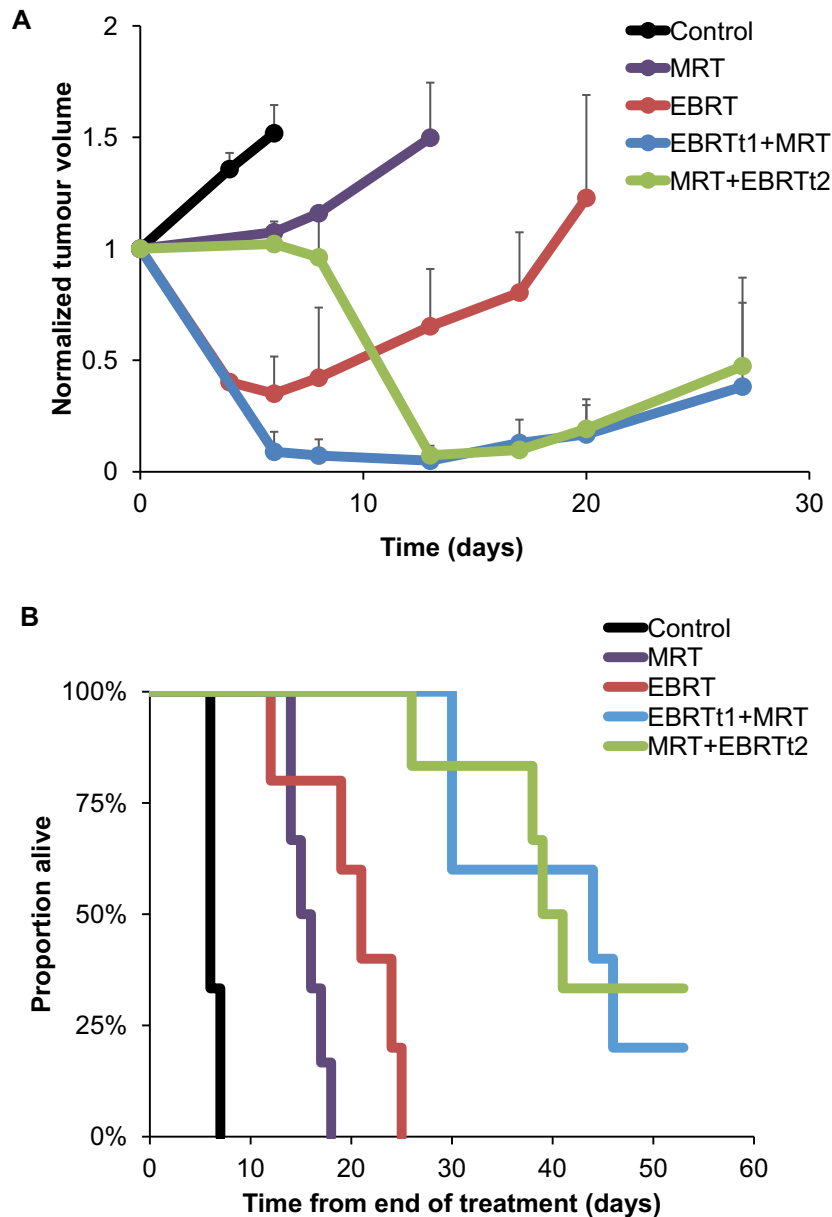 A
Normalized tumour volume
2
1.5
1
0.5
0
0
10
20
30
Time (days)
Control
MRT
EBRT
EBRTt1+MRT
MRT+EBRTt2
B
Proportion alive
100%
75%
50%
25%
0%
0
10
20
30
40
50
60
Time from end of treatment (days)
Control
MRT
EBRT
EBRTt1+MRT
MRT+EBRTt2